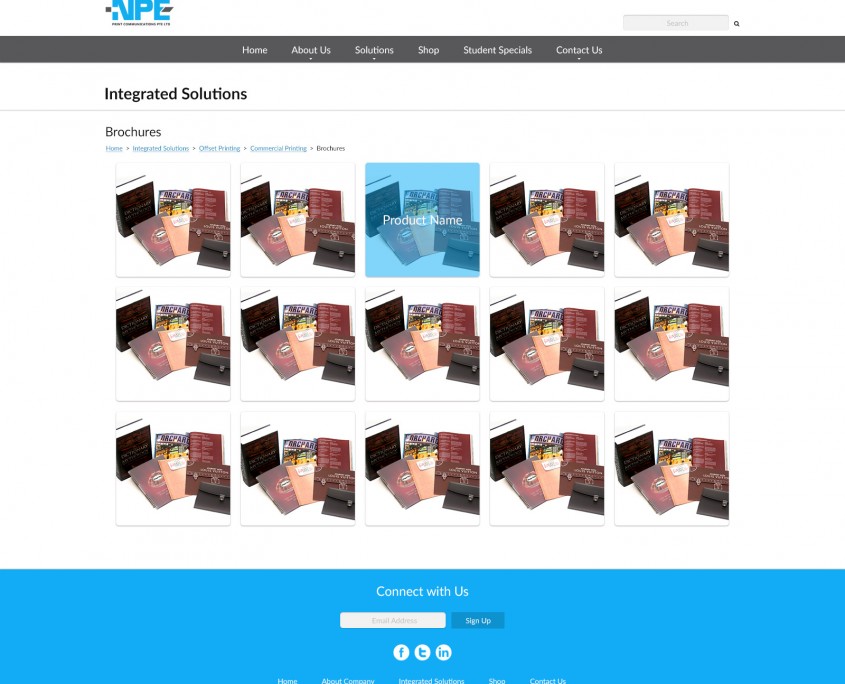 NPE
PRINT COMMUNICATIONS PTE LTD
Search
Home About Us Solutions Shop Student Specials Contact Us
Integrated Solutions
Brochures
Home > Integrated Solutions > Offset Printing > Commercial Printing > Brochures
Product Name
Connect with Us
Email Address Sign Up
Home About Company Integrated Solutions Shop Contact Us